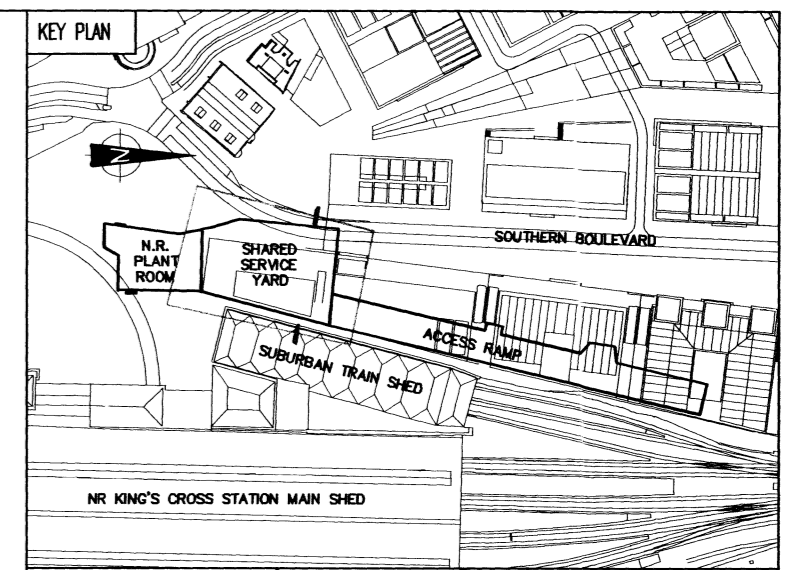 KEY PLAN
N
SOUTHERN BOULEVARD
N.R.
PLANT
ROOM
SHARED
SERVICE
YARD
ACCESS RAMP
SUBURBAN TRAIN SHED
NR KING'S CROSS STATION MAIN SHED